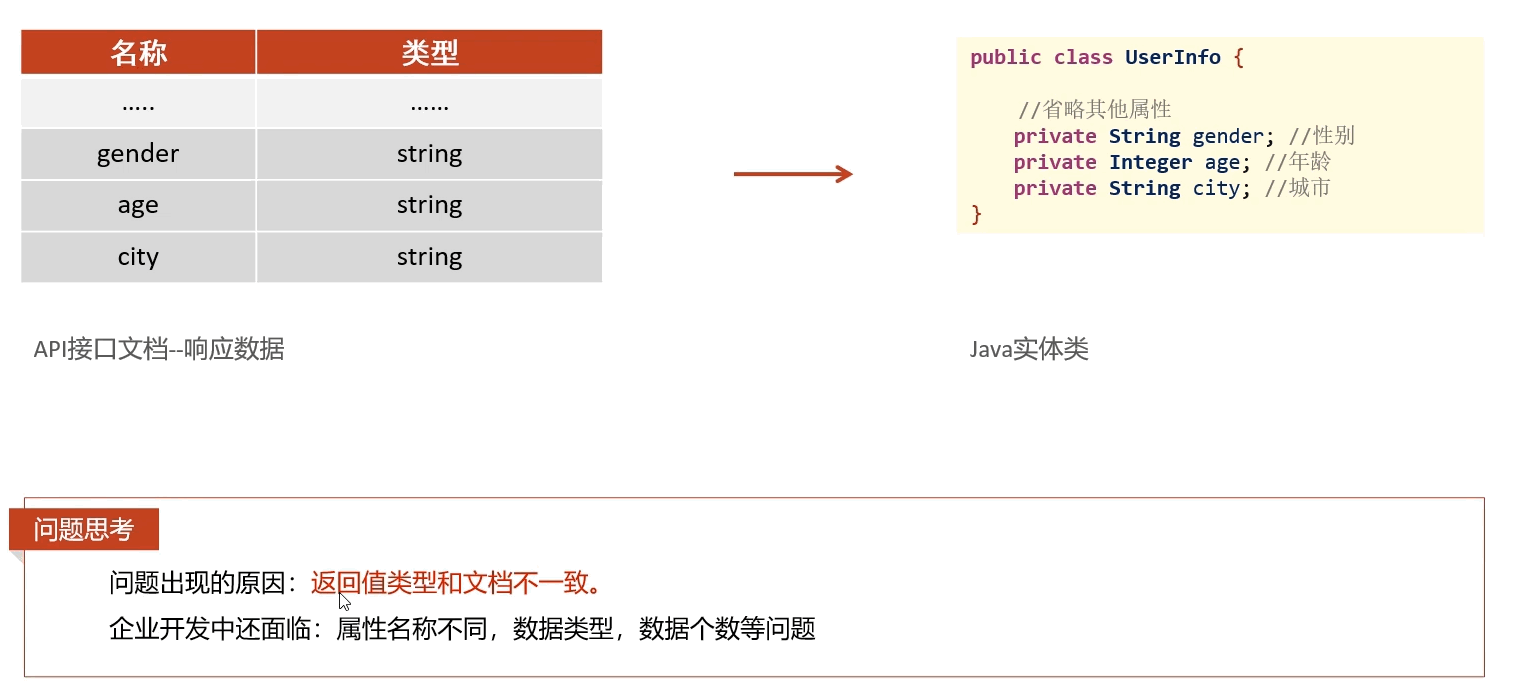 名称 类型
..... ......
gender string
age string
city string
API接口文档--响应数据
public class UserInfo {
//省略其他属性
private String gender; //性别
private Integer age; //年龄
private String city; //城市
}
Java实体类
问题思考
问题出现的原因：返回值类型和文档不一致。
企业开发中还面临：属性名称不同，数据类型，数据个数等问题